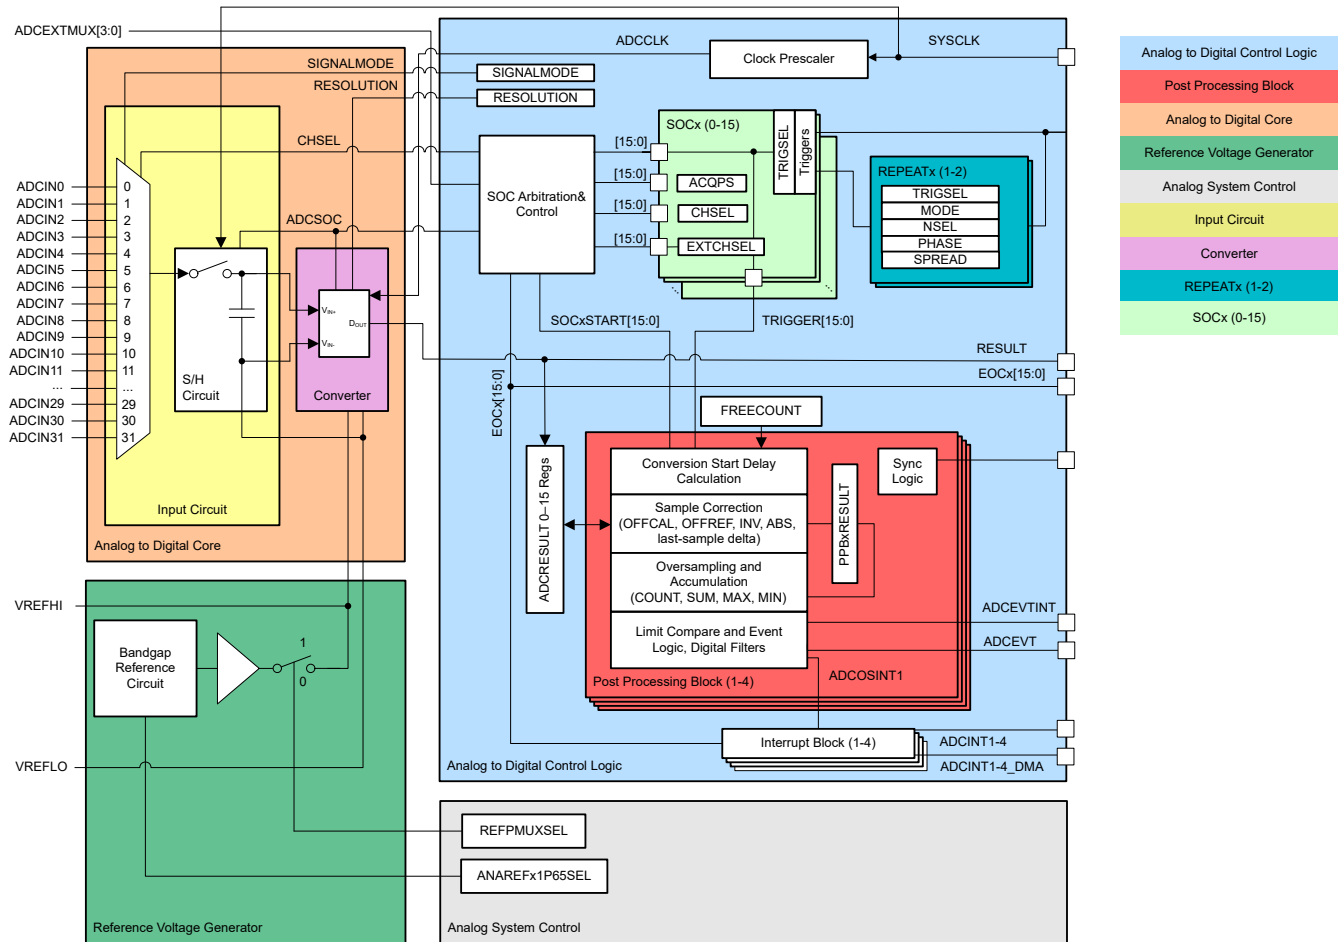 ADCEXTMUX[3:0]
ADCCLK
SYSCLK
Clock Prescaler
SIGNALMODE
SIGNALMODE
RESOLUTION
RESOLUTION
CHSEL
ADCIN0
ADCIN1
ADCIN2
ADCIN3
ADCIN4
ADCIN5
ADCIN6
ADCIN7
ADCIN8
ADCIN9
ADCIN10
ADCIN11
...
ADCIN29
ADCIN30
ADCIN31
0
1
2
3
4
5
6
7
8
9
10
11
...
29
30
31
ADCSOC
S/H
Circuit
VIN+
DOUT
VIN-
Converter
Input Circuit
Analog to Digital Core
SOC Arbitration&
Control
[15:0]
[15:0]
[15:0]
[15:0]
SOCx (0-15)
TRIGSEL
Triggers
ACQPS
CHSEL
EXTCHSEL
REPEATx (1-2)
TRIGSEL
MODE
NSEL
PHASE
SPREAD
SOCxSTART[15:0]
TRIGGER[15:0]
RESULT
EOCx[15:0]
EOCx[15:0]
FREECOUNT
ADCRESULT 0–15 Regs
Conversion Start Delay
Calculation
Sample Correction
(OFFCAL, OFFREF, INV, ABS,
last-sample delta)
Oversampling and
Accumulation
(COUNT, SUM, MAX, MIN)
Limit Compare and Event
Logic, Digital Filters
PPBxRESULT
Sync
Logic
ADCEVTINT
ADCEVT
ADCOSINT1
Post Processing Block (1-4)
Interrupt Block (1-4)
ADCINT1-4
ADCINT1-4_DMA
Analog to Digital Control Logic
VREFHI
Bandgap
Reference
Circuit
1
0
VREFLO
Reference Voltage Generator
REFPMUXSEL
ANAREFx1P65SEL
Analog System Control
Analog to Digital Control Logic
Post Processing Block
Analog to Digital Core
Reference Voltage Generator
Analog System Control
Input Circuit
Converter
REPEATx (1-2)
SOCx (0-15)